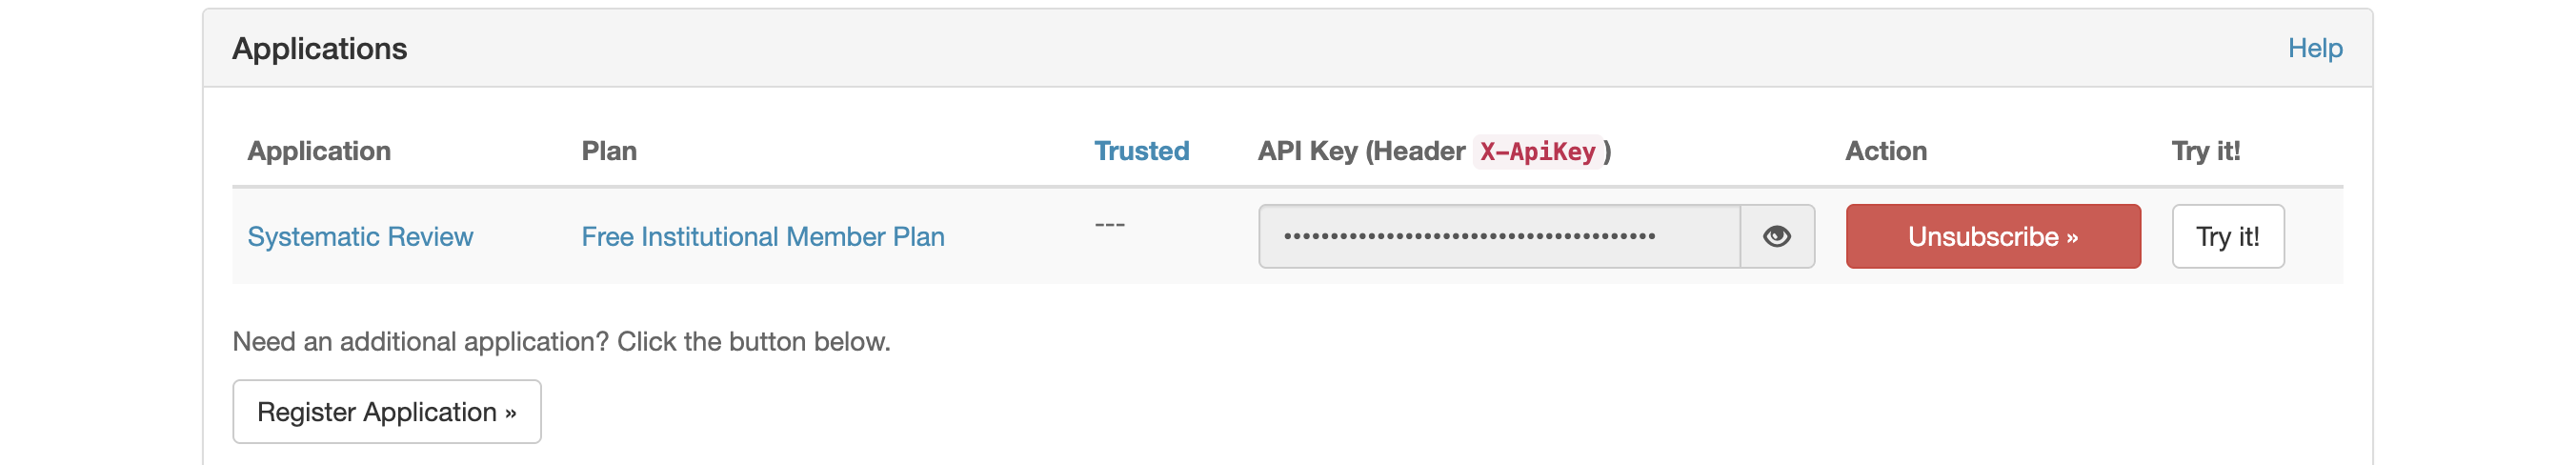 Applications Help
Application Plan Trusted API Key (Header X-ApiKey) Action Try it!
Systematic Review Free Institutional Member Plan --- •••••••••••••••••••••••••••••••••••••••• Unsubscribe » Try it!
Need an additional application? Click the button below.
Register Application »